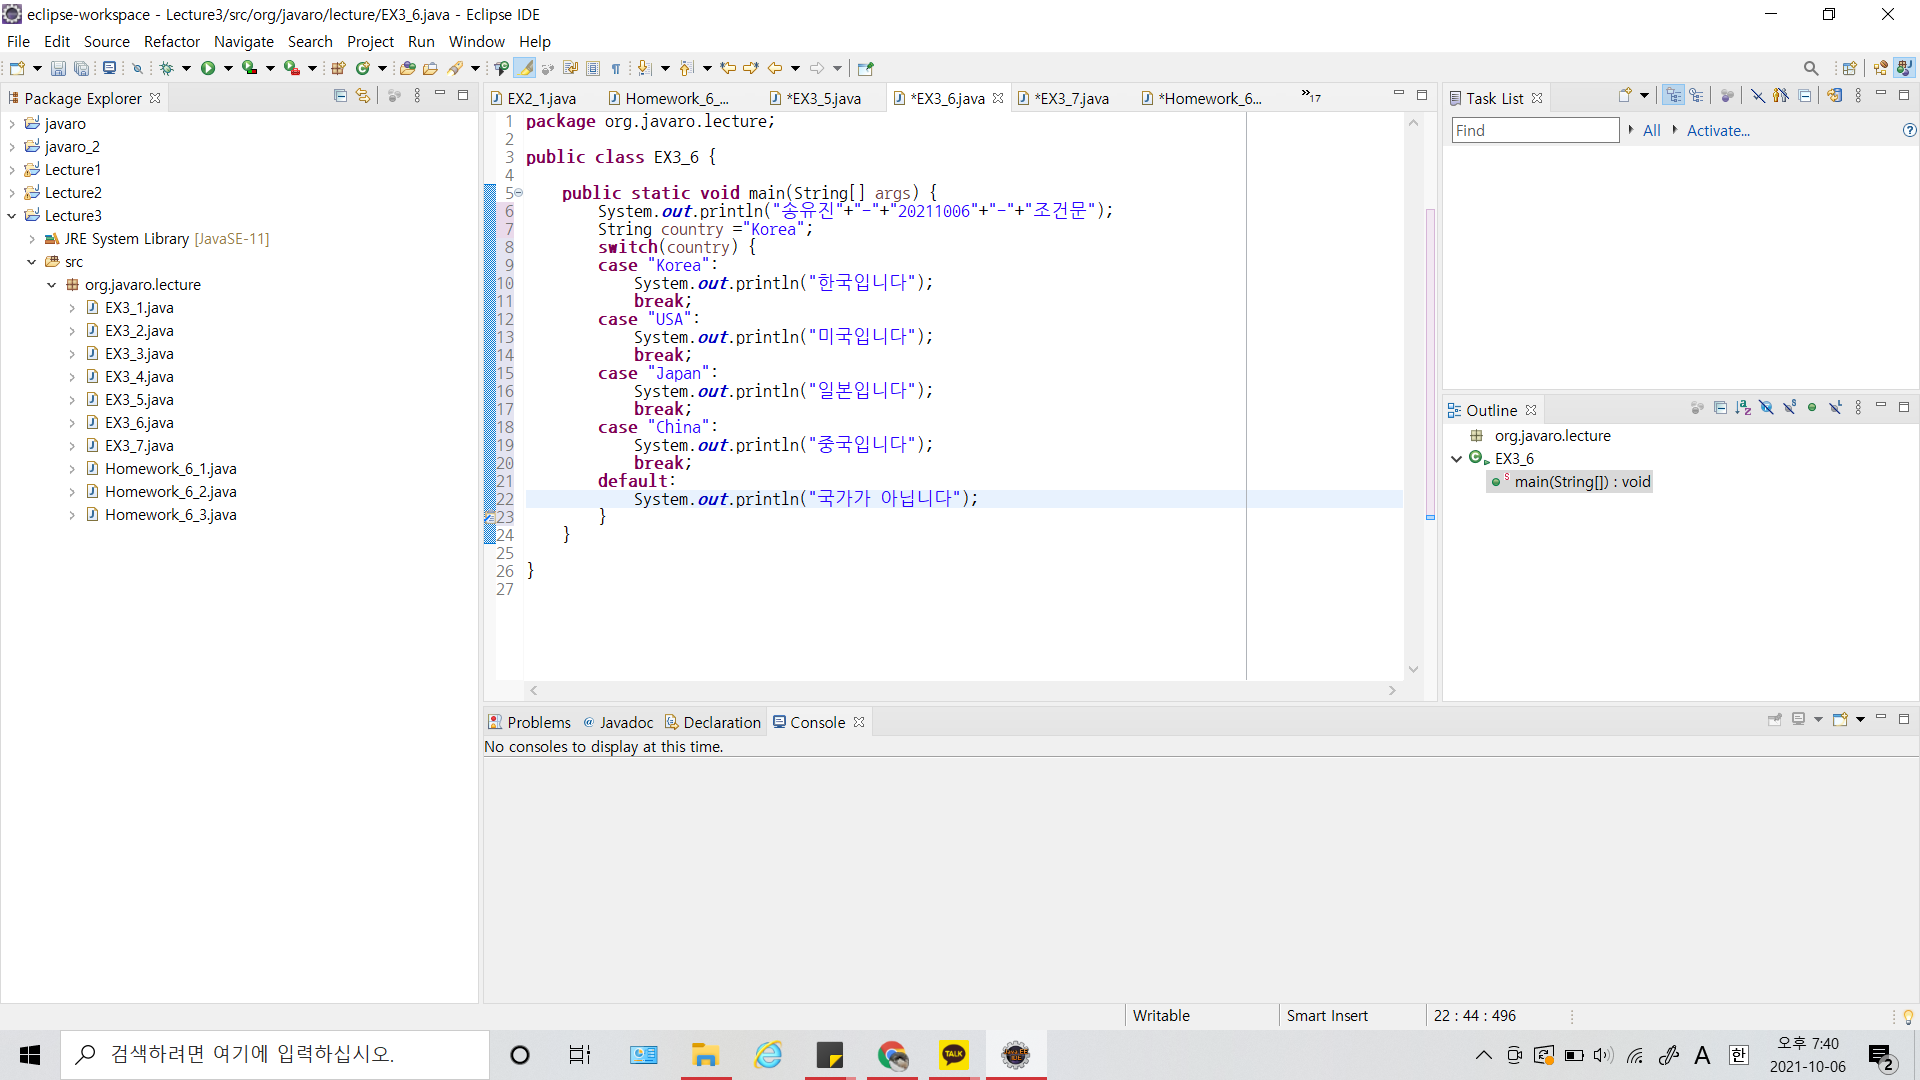 eclipse-workspace - Lecture3/src/org/javaro/lecture/EX3_6.java - Eclipse IDE
File Edit Source Refactor Navigate Search Project Run Window Help
Package Explorer
javaro
javaro_2
Lecture1
Lecture2
Lecture3
JRE System Library [JavaSE-11]
src
org.javaro.lecture
EX3_1.java
EX3_2.java
EX3_3.java
EX3_4.java
EX3_5.java
EX3_6.java
EX3_7.java
Homework_6_1.java
Homework_6_2.java
Homework_6_3.java
EX2_1.java Homework_6_... *EX3_5.java *EX3_6.java *EX3_7.java *Homework_6... »17
1 package org.javaro.lecture;
2
3 public class EX3_6 {
4
5 public static void main(String[] args) {
6 System.out.println("송유진"+"-"+"20211006"+"-"+"조건문");
7 String country ="Korea";
8 switch(country) {
9 case "Korea":
10 System.out.println("한국입니다");
11 break;
12 case "USA":
13 System.out.println("미국입니다");
14 break;
15 case "Japan":
16 System.out.println("일본입니다");
17 break;
18 case "China":
19 System.out.println("중국입니다");
20 break;
21 default:
22 System.out.println("국가가 아닙니다");
23 }
24 }
25
26 }
27
Task List
Find All Activate...
Outline
org.javaro.lecture
EX3_6
main(String[]) : void
Problems Javadoc Declaration Console
No consoles to display at this time.
Writable Smart Insert 22 : 44 : 496
검색하려면 여기에 입력하십시오.
TALK
A 한
오후 7:40
2021-10-06
2